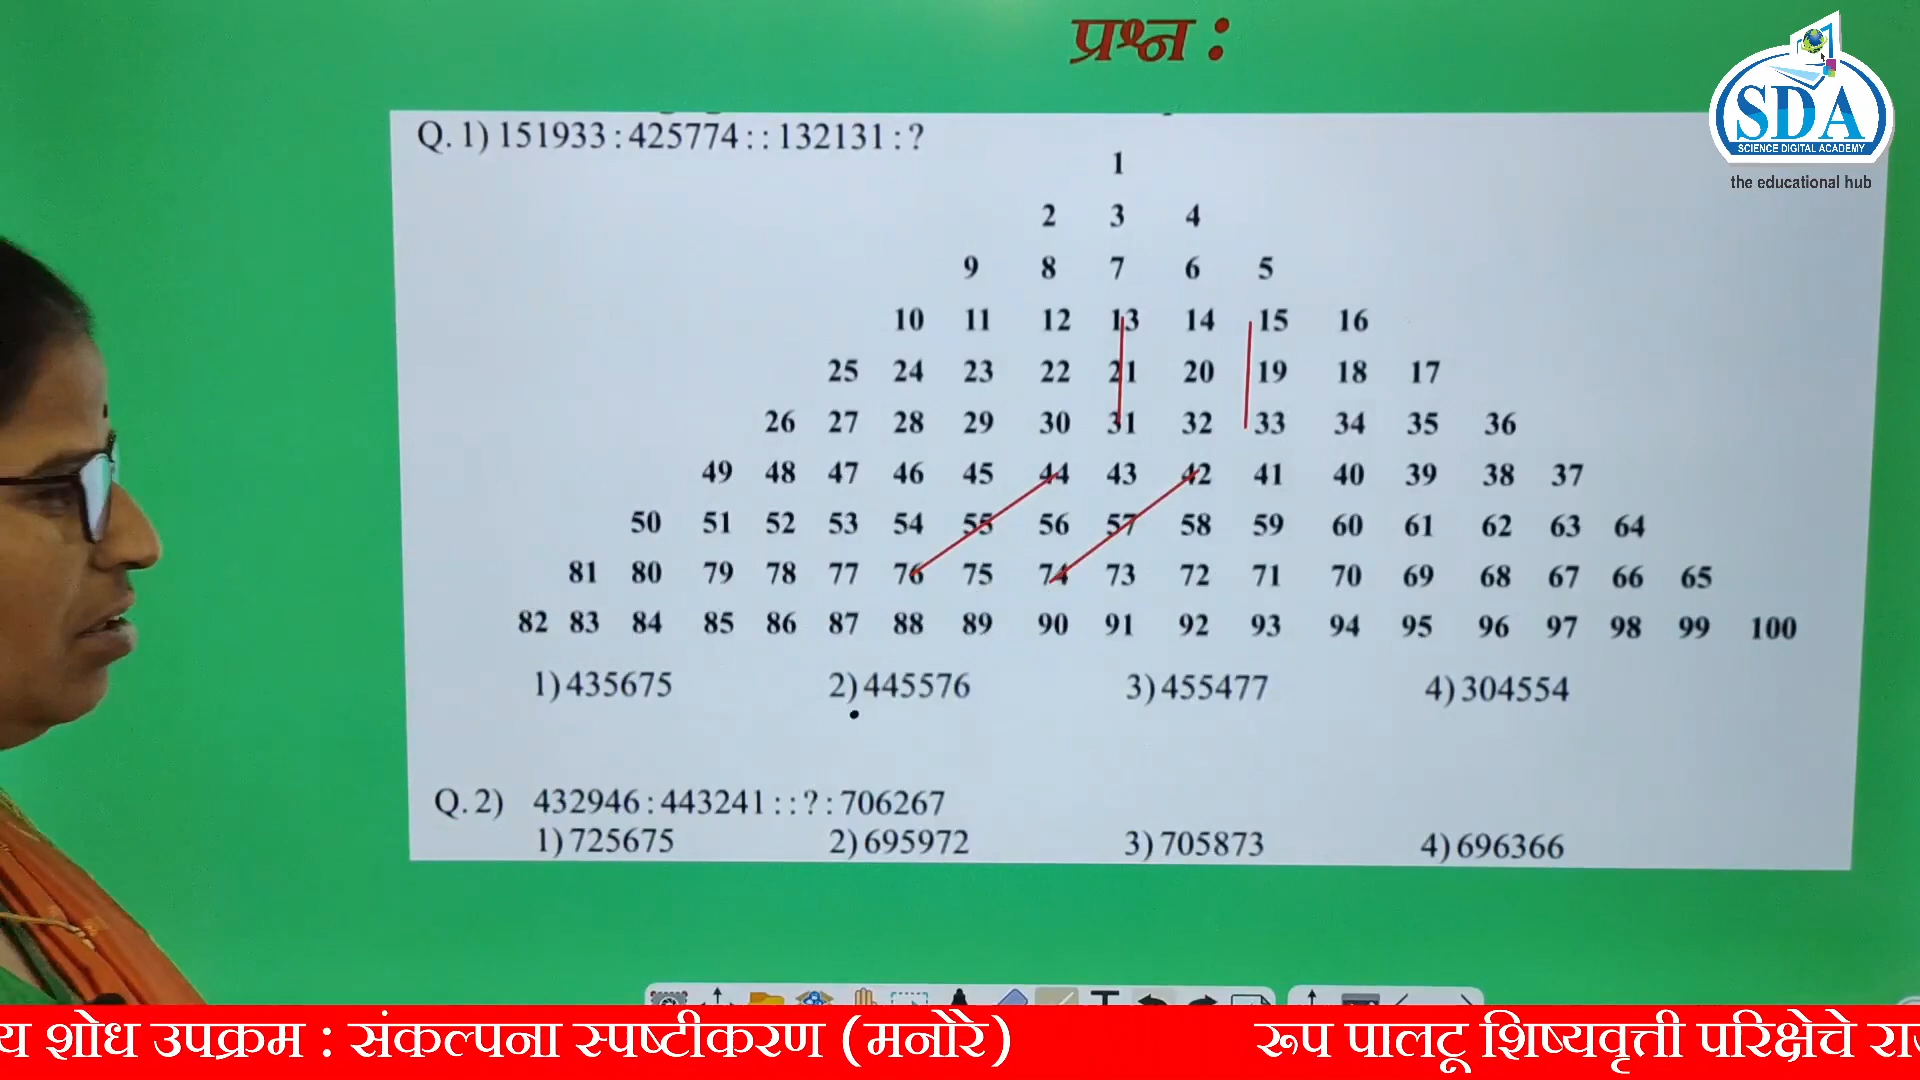 प्रश्न :
SDA
SCIENCE DIGITAL ACADEMY
the educational hub
Q. 1) 151933 : 425774 : : 132131 : ?
1
2 3 4
9 8 7 6 5
10 11 12 13 14 15 16
25 24 23 22 21 20 19 18 17
26 27 28 29 30 31 32 33 34 35 36
49 48 47 46 45 44 43 42 41 40 39 38 37
50 51 52 53 54 55 56 57 58 59 60 61 62 63 64
81 80 79 78 77 76 75 74 73 72 71 70 69 68 67 66 65
82 83 84 85 86 87 88 89 90 91 92 93 94 95 96 97 98 99 100
1) 435675 2) 445576 3) 455477 4) 304554
Q. 2) 432946 : 443241 : : ? : 706267
1) 725675 2) 695972 3) 705873 4) 696366
शोध उपक्रम : संकल्पना स्पष्टीकरण (मनोरे) रूप पालटू शिष्यवृत्ती परिक्षेचे